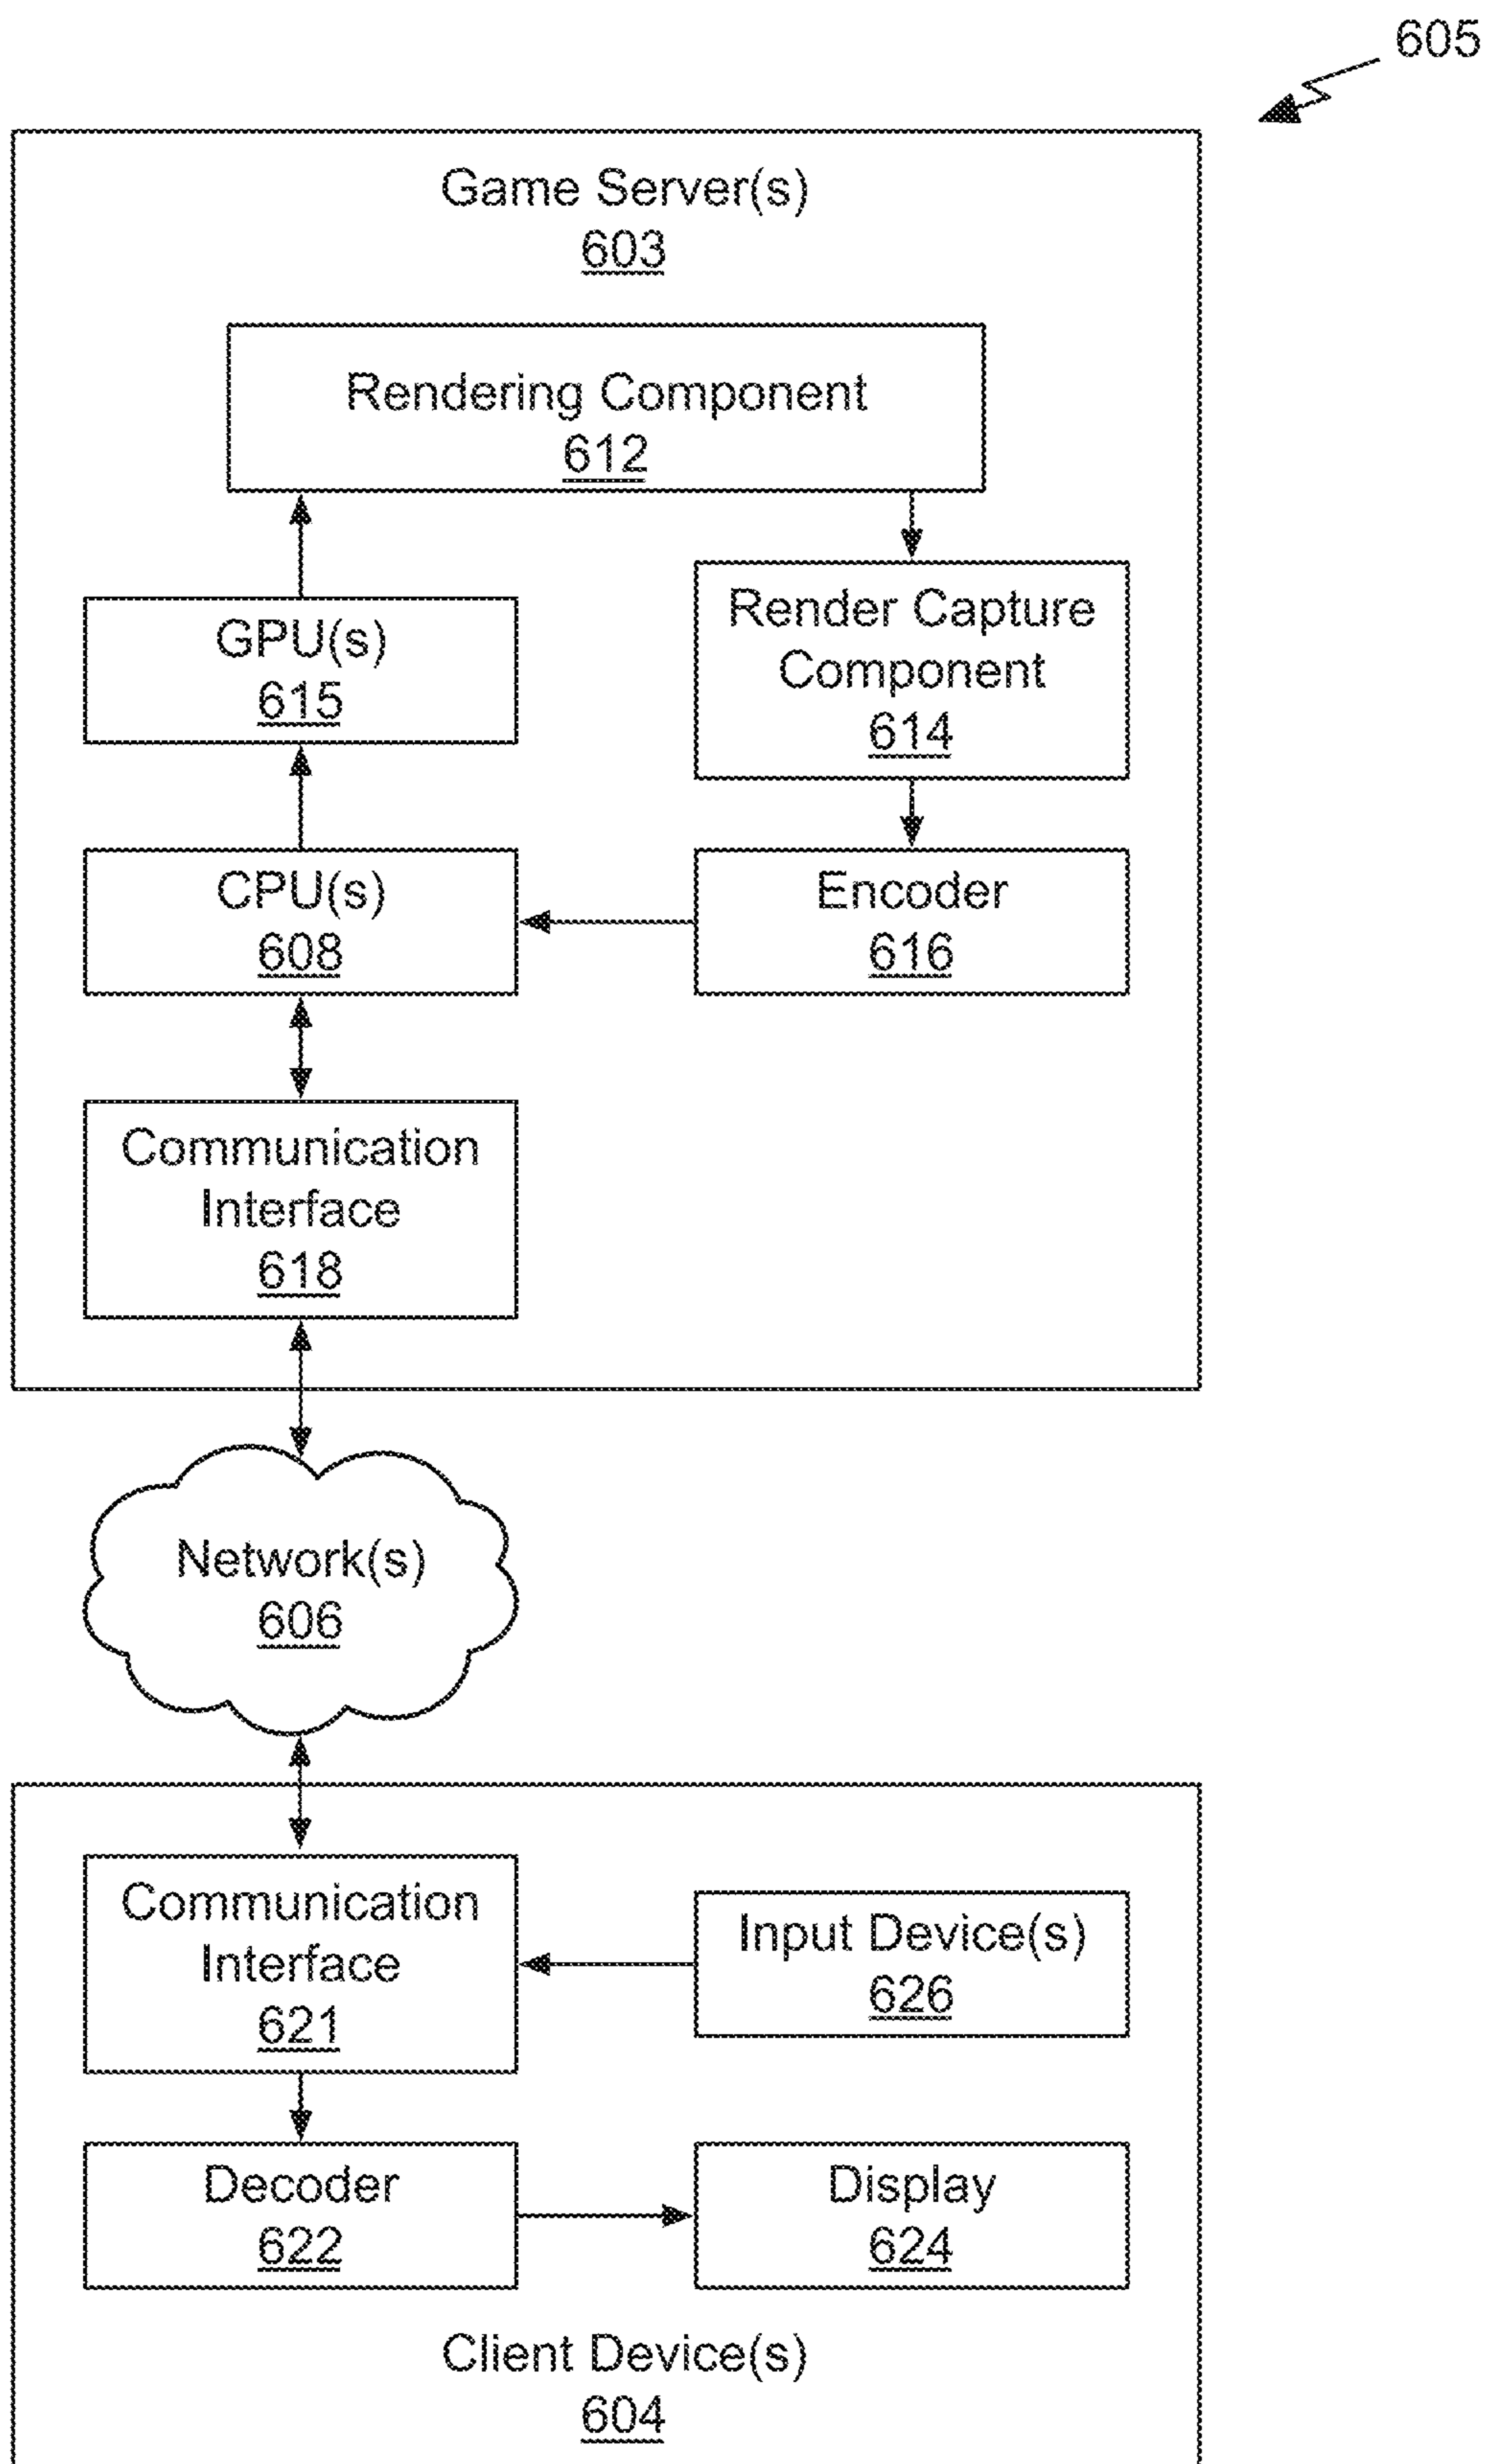 605
Game Server(s)
603
Rendering Component
612
GPU(s)
615
Render Capture
Component
614
CPU(s)
608
Encoder
616
Communication
Interface
618
Network(s)
606
Communication
Interface
621
Input Device(s)
626
Decoder
622
Display
624
Client Device(s)
604